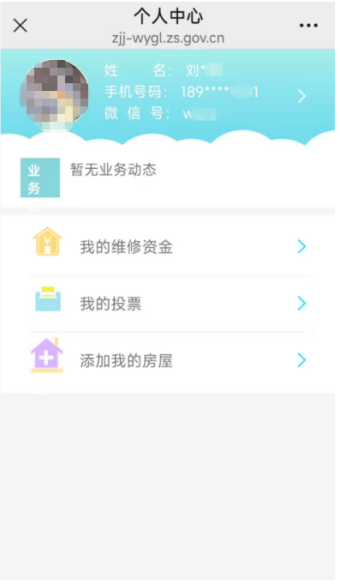 个人中心
zjj-wygl.zs.gov.cn
姓 名: 刘*
手机号码: 189**** 1
微 信 号: w
业务
暂无业务动态
我的维修资金
我的投票
添加我的房屋